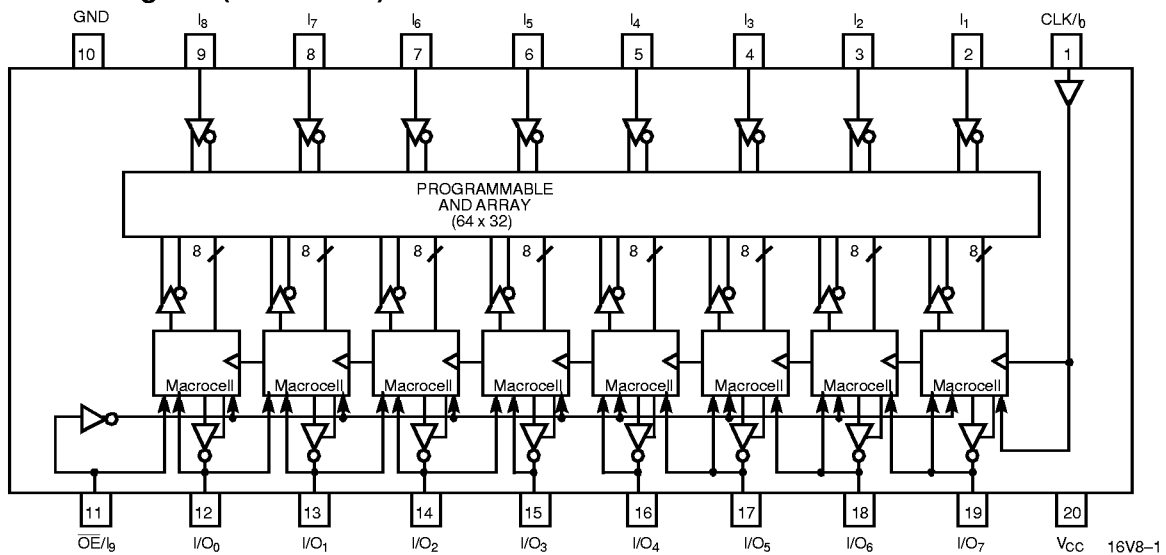 GND I₈ I₇ I₆ I₅ I₄ I₃ I₂ I₁ CLK/I₀
10 9 8 7 6 5 4 3 2 1
PROGRAMMABLE
AND ARRAY
(64 x 32)
8 8 8 8 8 8 8 8
Macrocell Macrocell Macrocell Macrocell Macrocell Macrocell Macrocell Macrocell
11 12 13 14 15 16 17 18 19 20
O̅E̅/I₉ I/O₀ I/O₁ I/O₂ I/O₃ I/O₄ I/O₅ I/O₆ I/O₇ V_CC 16V8–1